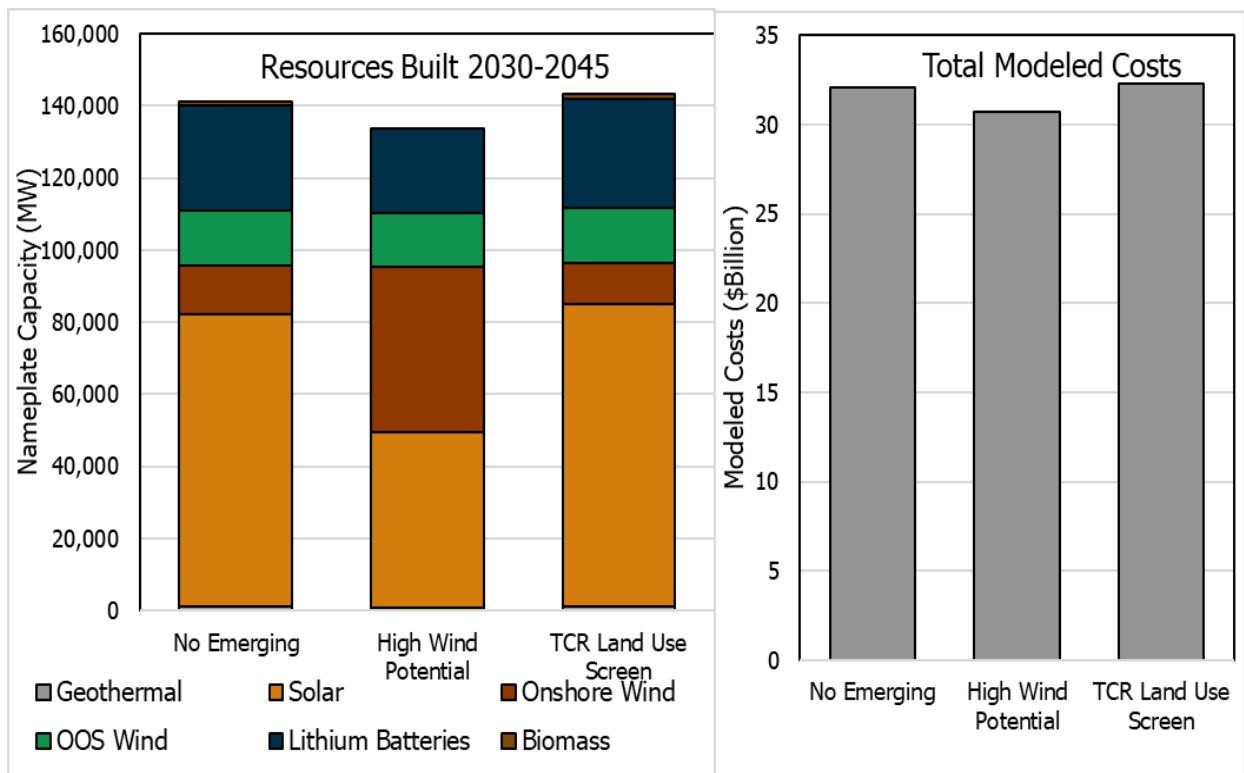 Resources Built 2030-2045
Nameplate Capacity (MW)
160,000
140,000
120,000
100,000
80,000
60,000
40,000
20,000
0
No Emerging
High Wind
Potential
TCR Land Use
Screen
Geothermal
Solar
Onshore Wind
OOS Wind
Lithium Batteries
Biomass
Total Modeled Costs
Modeled Costs ($Billion)
35
30
25
20
15
10
5
0
No Emerging
High Wind
Potential
TCR Land Use
Screen